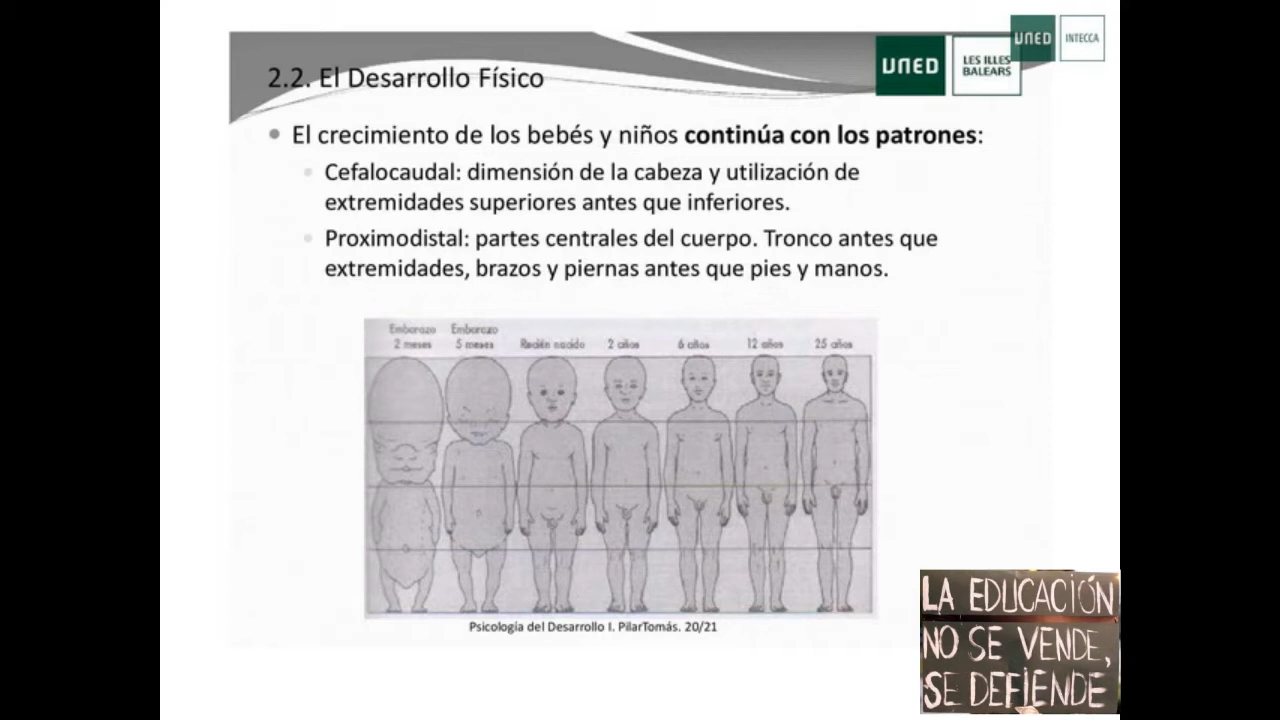 UNED
INTECCA
UNED
LES ILLES
BALEARS
2.2. El Desarrollo Físico
El crecimiento de los bebés y niños continúa con los patrones:
Cefalocaudal: dimensión de la cabeza y utilización de
extremidades superiores antes que inferiores.
Proximodistal: partes centrales del cuerpo. Tronco antes que
extremidades, brazos y piernas antes que pies y manos.
Embarazo Embarazo
2 meses 5 meses Recién nacido 2 años 6 años 12 años 25 años
Psicología del Desarrollo I. PilarTomás. 20/21
LA EDUCACIÓN
NO SE VENDE,
SE DEFIENDE